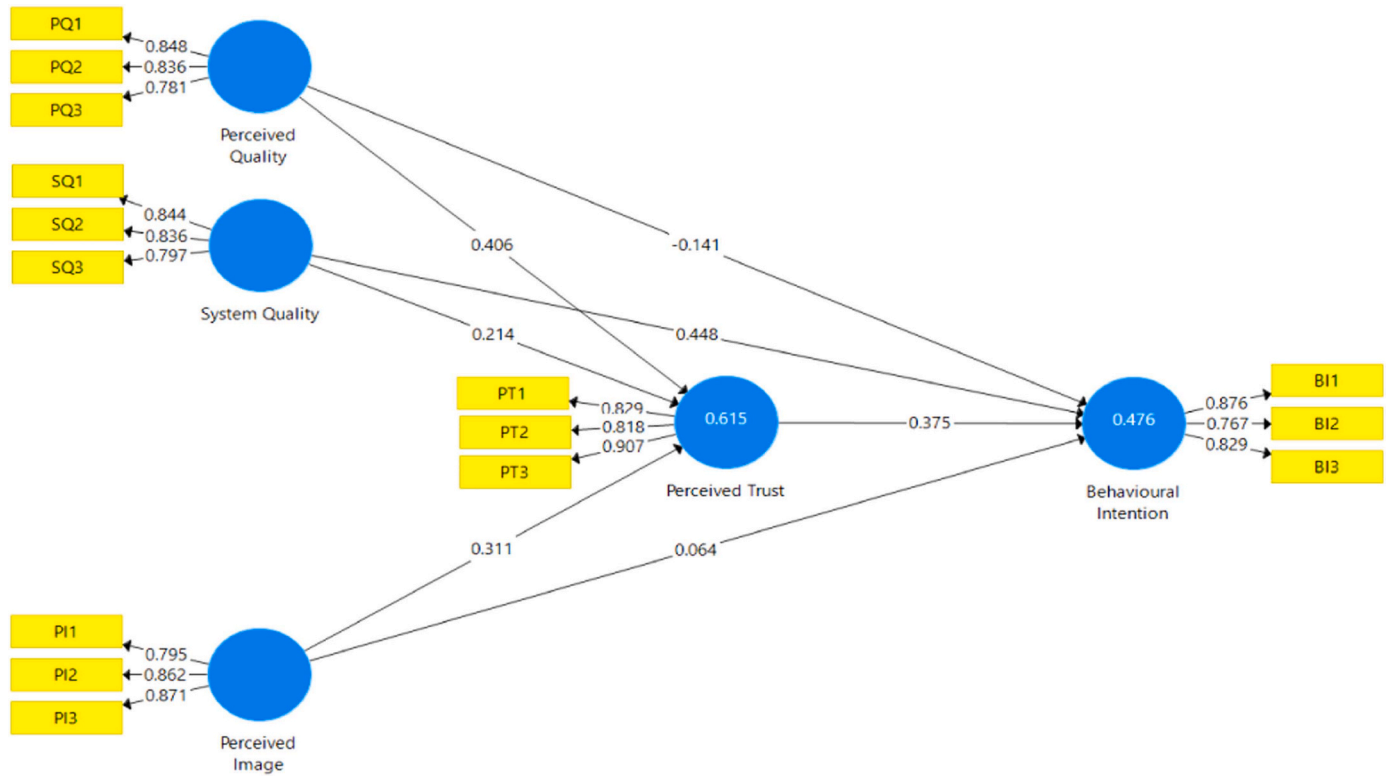 PQ1
0.848
PQ2
0.836
PQ3
0.781
Perceived
Quality
SQ1
0.844
SQ2
0.836
SQ3
0.797
System Quality
0.406
-0.141
0.214
0.448
PT1
0.829
PT2
0.818
PT3
0.907
0.615
Perceived Trust
0.375
0.476
Behavioural
Intention
BI1
0.876
BI2
0.767
BI3
0.829
0.311
0.064
PI1
0.795
PI2
0.862
PI3
0.871
Perceived
Image